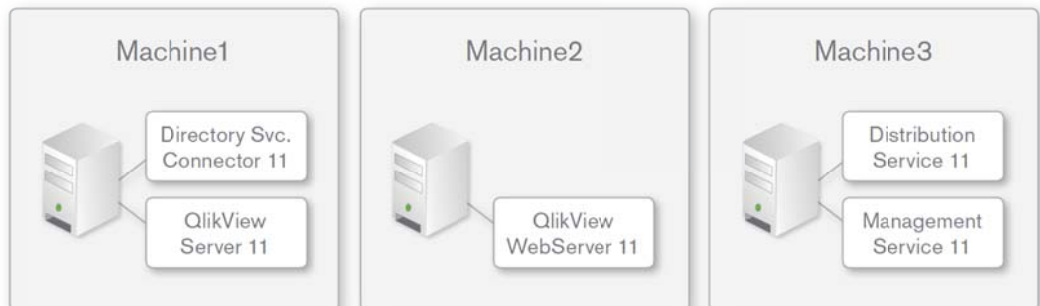 Machine1
Directory Svc.
Connector 11
QlikView
Server 11
Machine2
QlikView
WebServer 11
Machine3
Distribution
Service 11
Management
Service 11